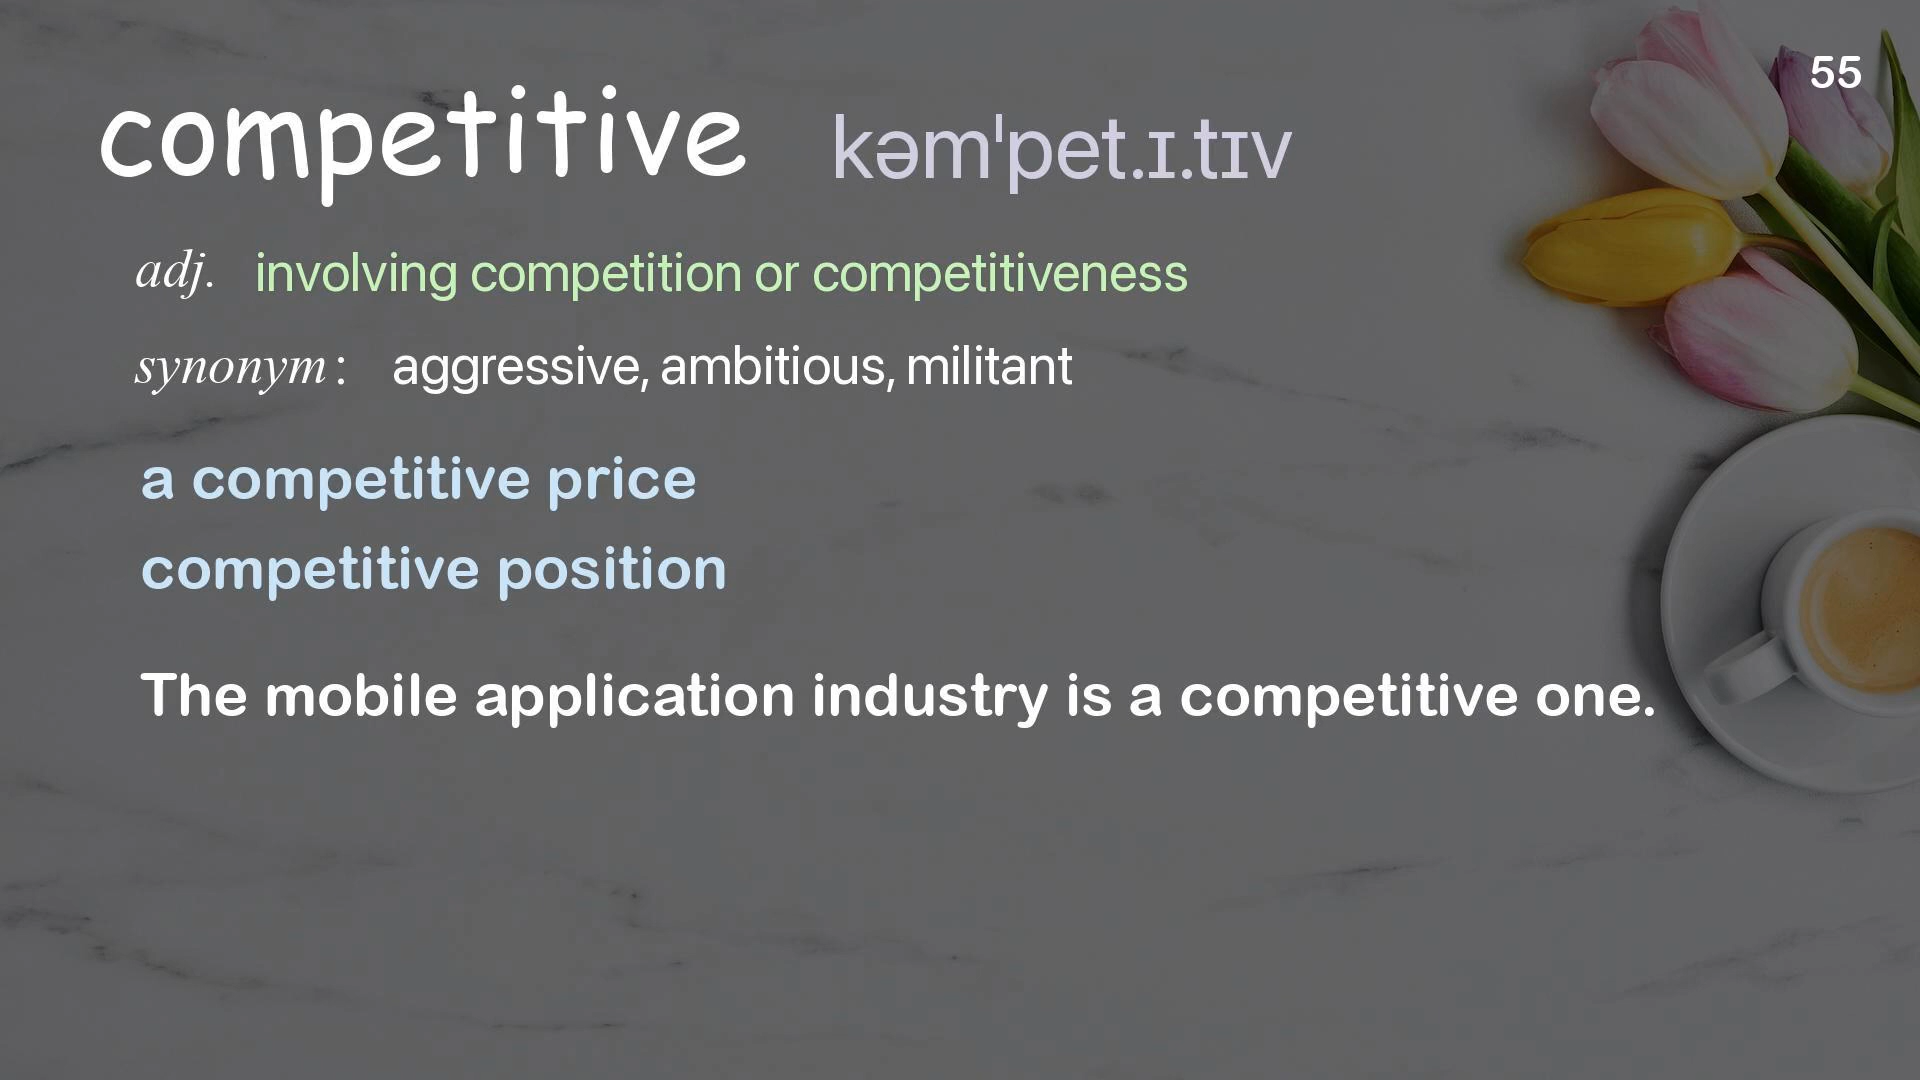 55
competitive kəmˈpet.ɪ.tɪv
adj. involving competition or competitiveness
synonym : aggressive, ambitious, militant
a competitive price
competitive position
The mobile application industry is a competitive one.